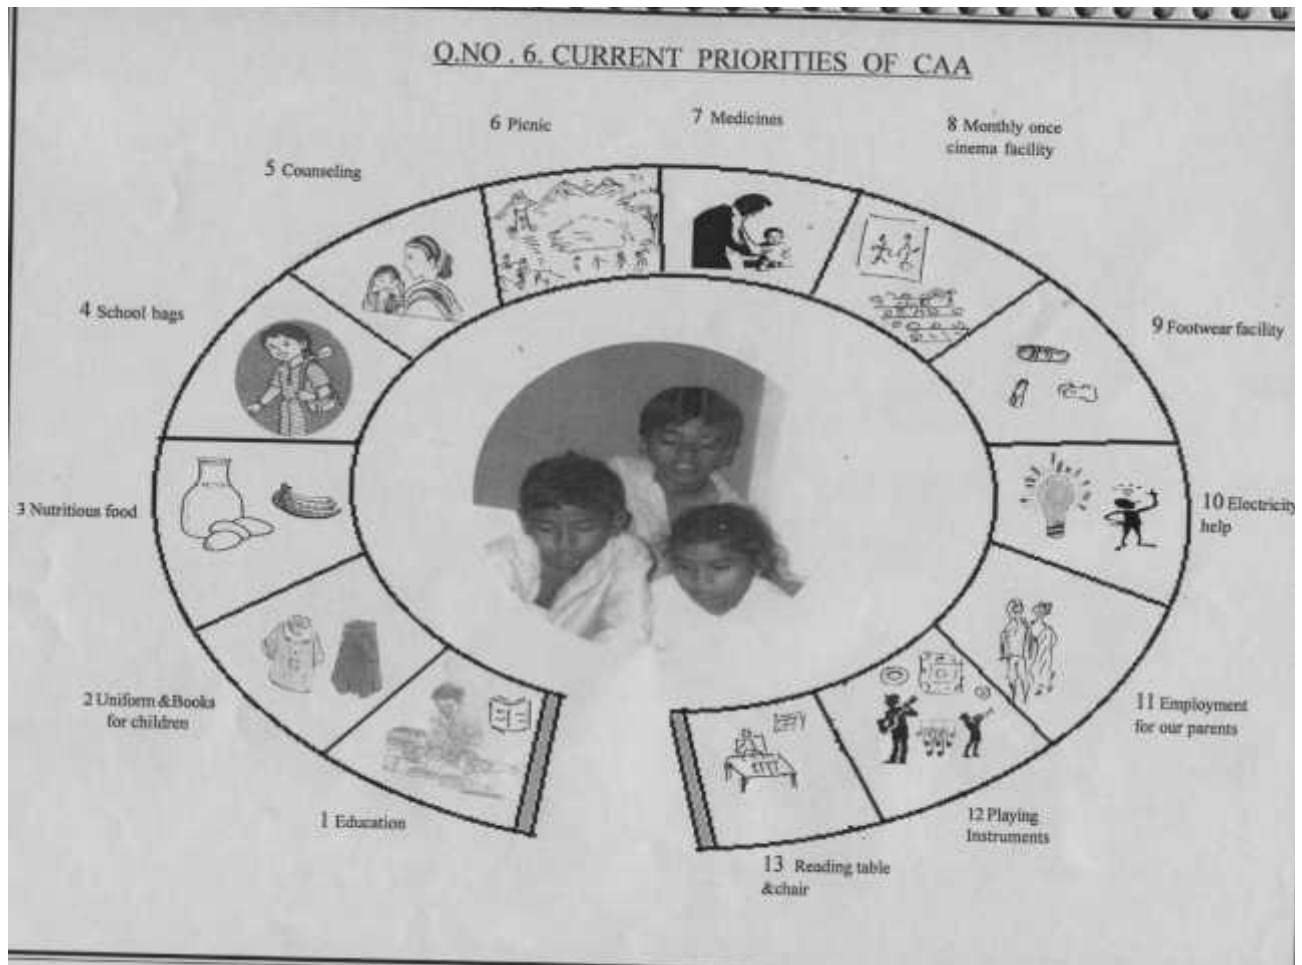 Q.NO . 6. CURRENT PRIORITIES OF CAA
6 Picnic
7 Medicines
8 Monthly once
cinema facility
5 Counseling
4 School bags
9 Footwear facility
3 Nutritious food
10 Electricity
help
2 Uniform &Books
for children
11 Employment
for our parents
1 Education
12 Playing
Instruments
13 Reading table
&chair